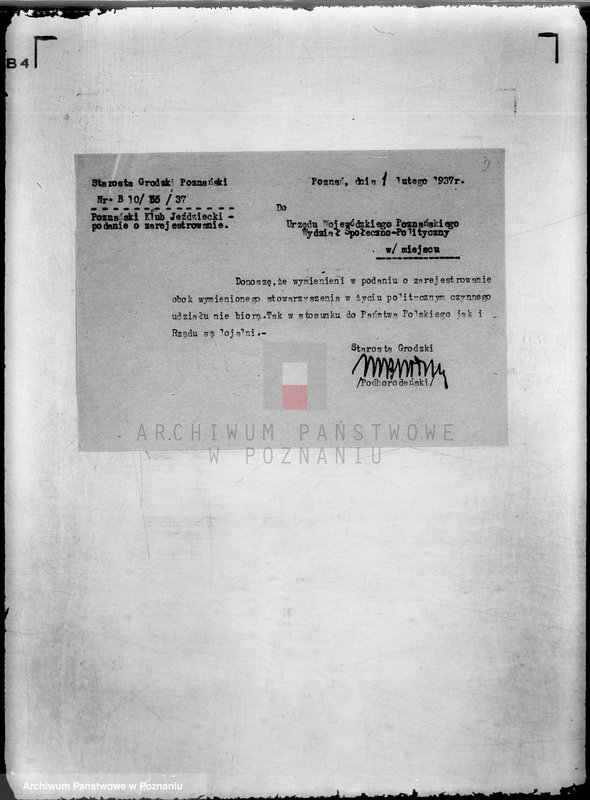 B4
3
Starosta Grodzki Poznański
Nr. B 10/55/37
Poznański Klub Jeździecki -
podanie o zarejestrowanie.
Poznań, dnia 1 lutego 1937r.
Do
Urzędu Wojewódzkiego Poznańskiego
Wydział Społeczno-Polityczny
w/ miejscu
Donoszę, że wymienieni w podaniu o zarejestrowanie
obok wymienionego stowarzyszenia w życiu politycznym czynnego
udziału nie biorą.Tak w stosunku do Państwa Polskiego jak i
Rządu są lojalni.-
Starosta Grodzki
/Podhorodeński/
ARCHIWUM PAŃSTWOWE
W POZNANIU
Archiwum Państwowe w Poznaniu